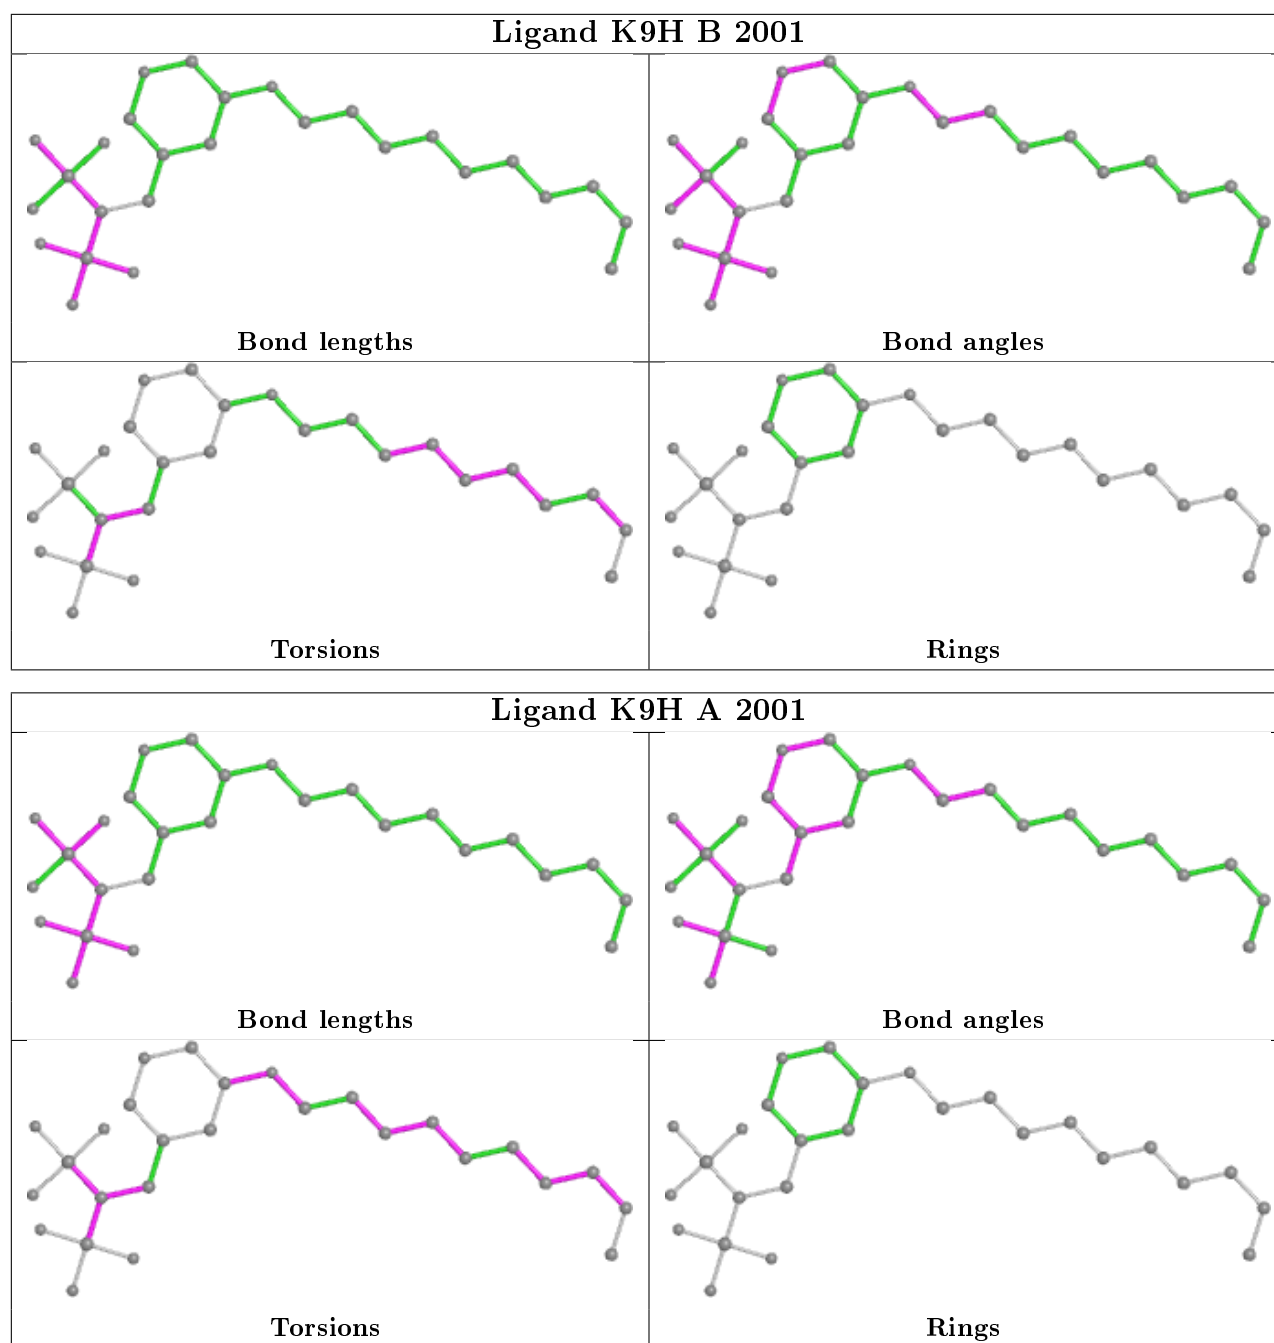 Ligand K9H B 2001
Bond lengths
Bond angles
Torsions
Rings
Ligand K9H A 2001
Bond lengths
Bond angles
Torsions
Rings